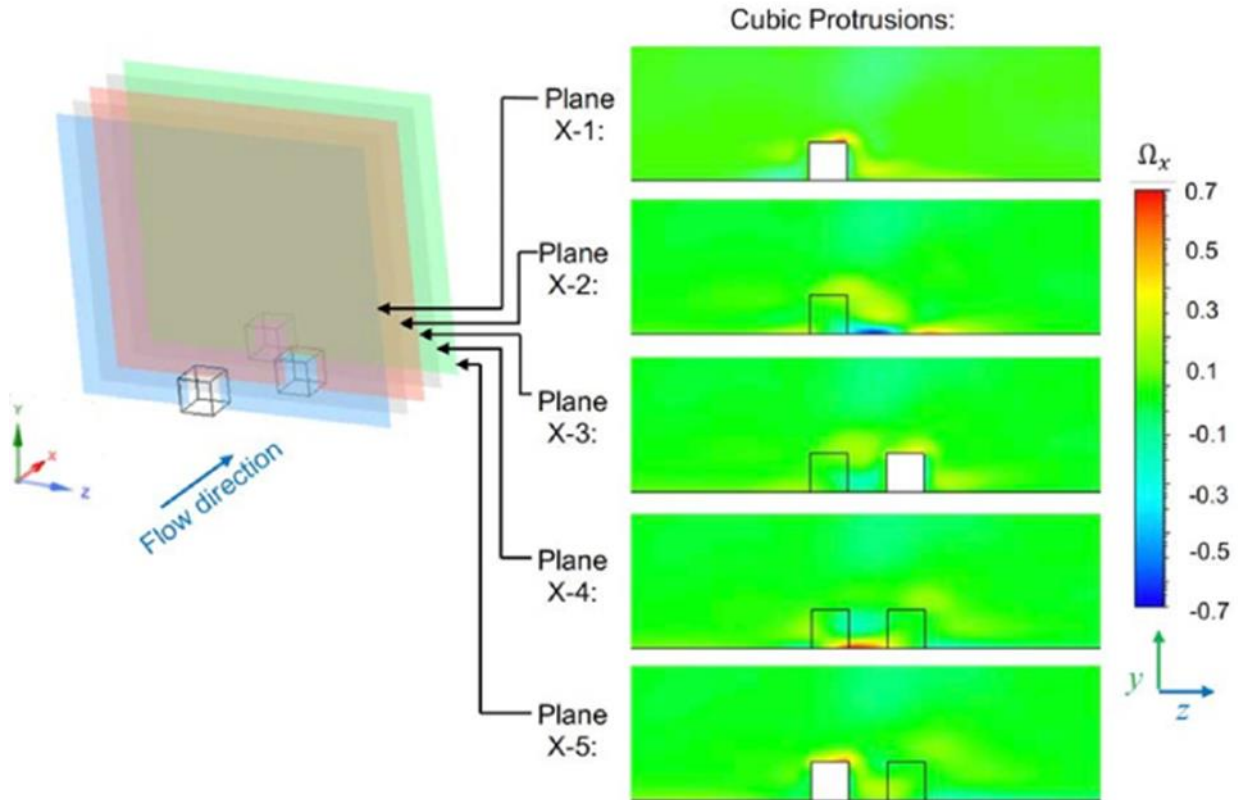 Cubic Protrusions:
Plane
X-1:
Plane
X-2:
Plane
X-3:
Plane
X-4:
Plane
X-5:
Ωx
0.7
0.5
0.3
0.1
-0.1
-0.3
-0.5
-0.7
Y
X
Z
Flow direction
y
z